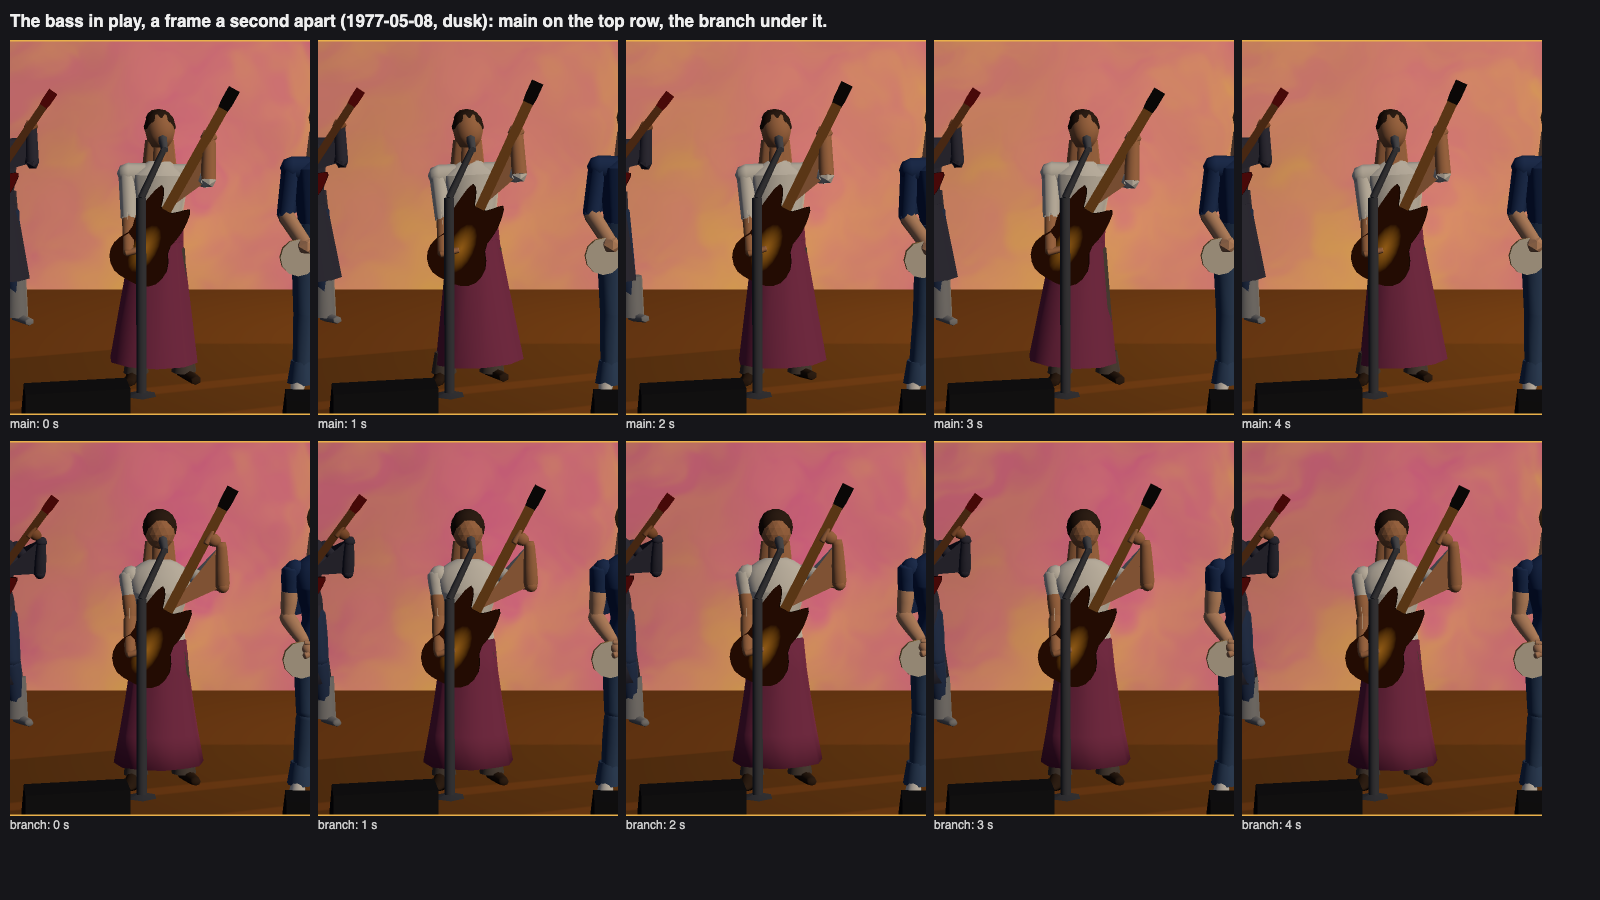 The bass in play, a frame a second apart (1977-05-08, dusk): main on the top row, the branch under it.
main: 0 s
main: 1 s
main: 2 s
main: 3 s
main: 4 s
branch: 0 s
branch: 1 s
branch: 2 s
branch: 3 s
branch: 4 s